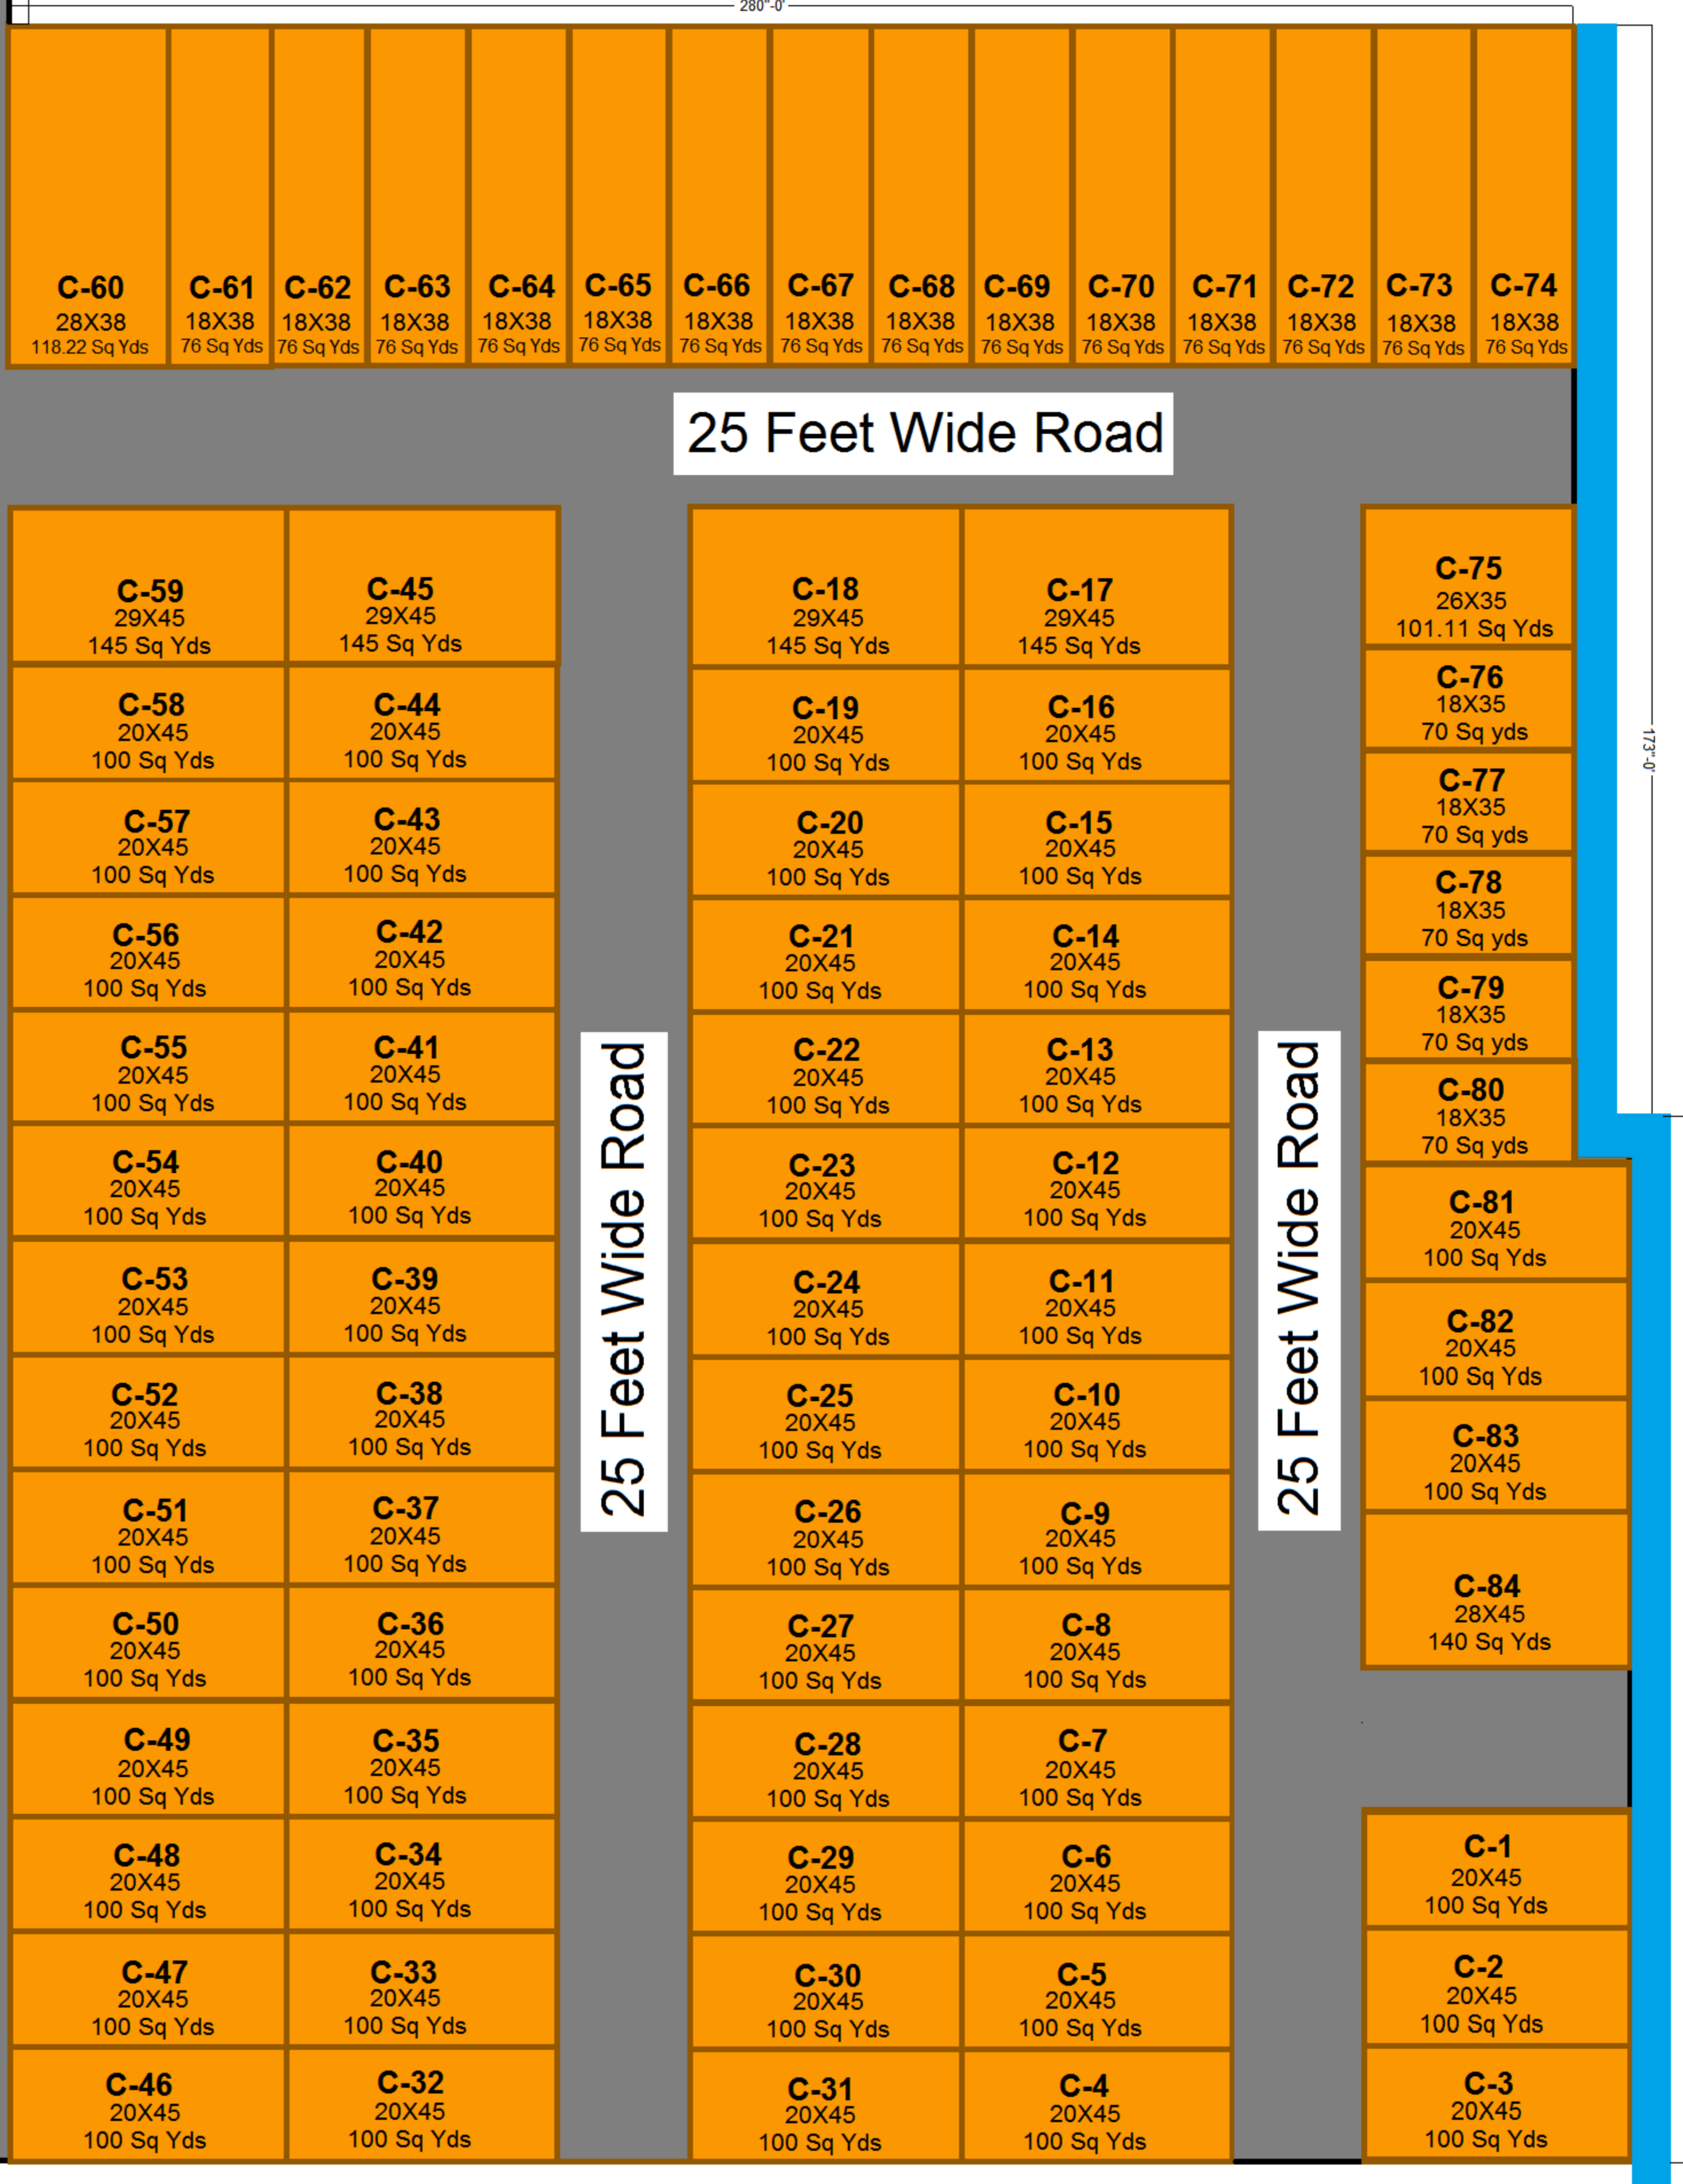 280"-0'
C-60
28X38
118.22 Sq Yds
C-61
18X38
76 Sq Yds
C-62
18X38
76 Sq Yds
C-63
18X38
76 Sq Yds
C-64
18X38
76 Sq Yds
C-65
18X38
76 Sq Yds
C-66
18X38
76 Sq Yds
C-67
18X38
76 Sq Yds
C-68
18X38
76 Sq Yds
C-69
18X38
76 Sq Yds
C-70
18X38
76 Sq Yds
C-71
18X38
76 Sq Yds
C-72
18X38
76 Sq Yds
C-73
18X38
76 Sq Yds
C-74
18X38
76 Sq Yds
25 Feet Wide Road
C-59
29X45
145 Sq Yds
C-58
20X45
100 Sq Yds
C-57
20X45
100 Sq Yds
C-56
20X45
100 Sq Yds
C-55
20X45
100 Sq Yds
C-54
20X45
100 Sq Yds
C-53
20X45
100 Sq Yds
C-52
20X45
100 Sq Yds
C-51
20X45
100 Sq Yds
C-50
20X45
100 Sq Yds
C-49
20X45
100 Sq Yds
C-48
20X45
100 Sq Yds
C-47
20X45
100 Sq Yds
C-46
20X45
100 Sq Yds
C-45
29X45
145 Sq Yds
C-44
20X45
100 Sq Yds
C-43
20X45
100 Sq Yds
C-42
20X45
100 Sq Yds
C-41
20X45
100 Sq Yds
C-40
20X45
100 Sq Yds
C-39
20X45
100 Sq Yds
C-38
20X45
100 Sq Yds
C-37
20X45
100 Sq Yds
C-36
20X45
100 Sq Yds
C-35
20X45
100 Sq Yds
C-34
20X45
100 Sq Yds
C-33
20X45
100 Sq Yds
C-32
20X45
100 Sq Yds
25 Feet Wide Road
C-18
29X45
145 Sq Yds
C-19
20X45
100 Sq Yds
C-20
20X45
100 Sq Yds
C-21
20X45
100 Sq Yds
C-22
20X45
100 Sq Yds
C-23
20X45
100 Sq Yds
C-24
20X45
100 Sq Yds
C-25
20X45
100 Sq Yds
C-26
20X45
100 Sq Yds
C-27
20X45
100 Sq Yds
C-28
20X45
100 Sq Yds
C-29
20X45
100 Sq Yds
C-30
20X45
100 Sq Yds
C-31
20X45
100 Sq Yds
C-17
29X45
145 Sq Yds
C-16
20X45
100 Sq Yds
C-15
20X45
100 Sq Yds
C-14
20X45
100 Sq Yds
C-13
20X45
100 Sq Yds
C-12
20X45
100 Sq Yds
C-11
20X45
100 Sq Yds
C-10
20X45
100 Sq Yds
C-9
20X45
100 Sq Yds
C-8
20X45
100 Sq Yds
C-7
20X45
100 Sq Yds
C-6
20X45
100 Sq Yds
C-5
20X45
100 Sq Yds
C-4
20X45
100 Sq Yds
25 Feet Wide Road
C-75
26X35
101.11 Sq Yds
C-76
18X35
70 Sq yds
C-77
18X35
70 Sq yds
C-78
18X35
70 Sq yds
C-79
18X35
70 Sq yds
C-80
18X35
70 Sq yds
C-81
20X45
100 Sq Yds
C-82
20X45
100 Sq Yds
C-83
20X45
100 Sq Yds
C-84
28X45
140 Sq Yds
C-1
20X45
100 Sq Yds
C-2
20X45
100 Sq Yds
C-3
20X45
100 Sq Yds
173"-0'